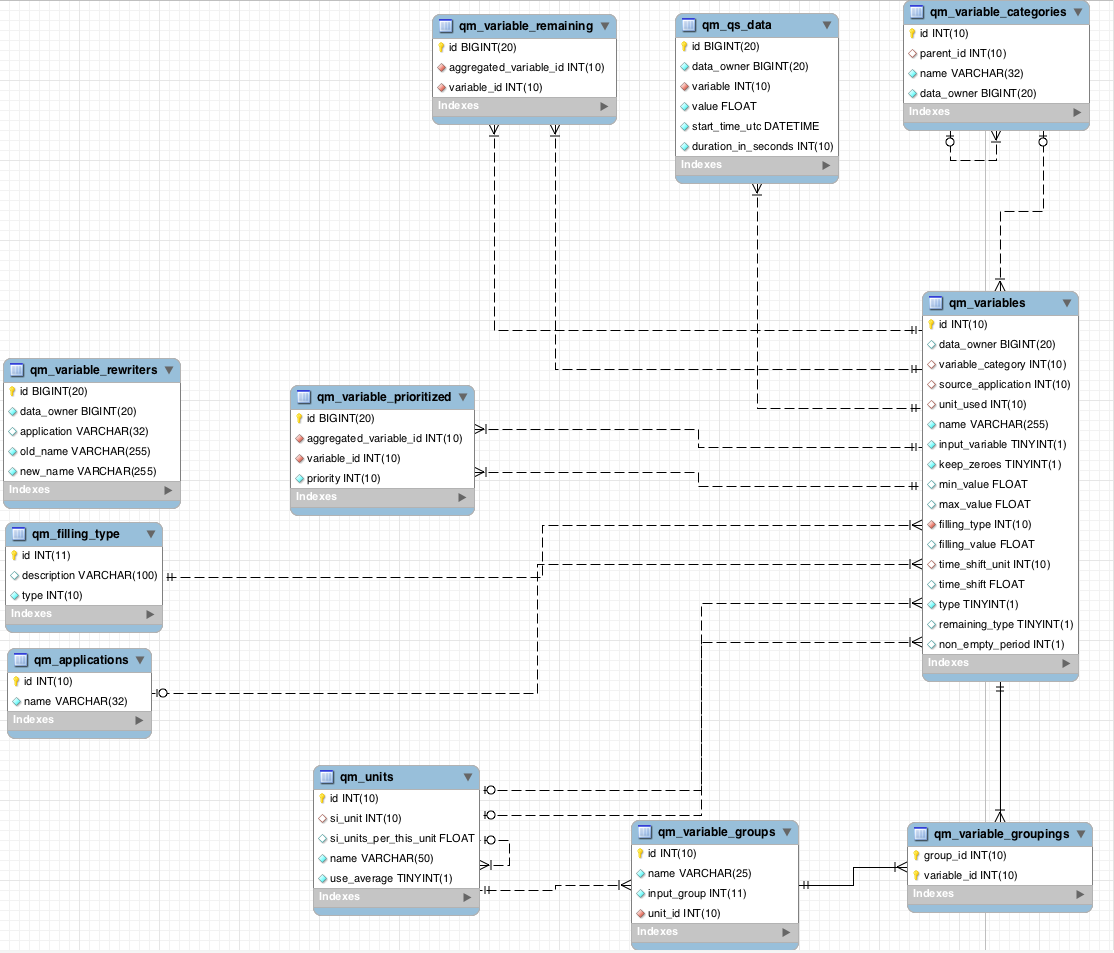 qm_variable_remaining
id BIGINT(20)
aggregated_variable_id INT(10)
variable_id INT(10)
Indexes
qm_qs_data
id BIGINT(20)
data_owner BIGINT(20)
variable INT(10)
value FLOAT
start_time_utc DATETIME
duration_in_seconds INT(10)
Indexes
qm_variable_categories
id INT(10)
parent_id INT(10)
name VARCHAR(32)
data_owner BIGINT(20)
Indexes
qm_variables
id INT(10)
data_owner BIGINT(20)
variable_category INT(10)
source_application INT(10)
unit_used INT(10)
name VARCHAR(255)
input_variable TINYINT(1)
keep_zeroes TINYINT(1)
min_value FLOAT
max_value FLOAT
filling_type INT(10)
filling_value FLOAT
time_shift_unit INT(10)
time_shift FLOAT
type TINYINT(1)
remaining_type TINYINT(1)
non_empty_period INT(1)
Indexes
qm_variable_rewriters
id BIGINT(20)
data_owner BIGINT(20)
application VARCHAR(32)
old_name VARCHAR(255)
new_name VARCHAR(255)
Indexes
qm_variable_prioritized
id BIGINT(20)
aggregated_variable_id INT(10)
variable_id INT(10)
priority INT(10)
Indexes
qm_filling_type
id INT(11)
description VARCHAR(100)
type INT(10)
Indexes
qm_applications
id INT(10)
name VARCHAR(32)
Indexes
qm_units
id INT(10)
si_unit INT(10)
si_units_per_this_unit FLOAT
name VARCHAR(50)
use_average TINYINT(1)
Indexes
qm_variable_groups
id INT(10)
name VARCHAR(25)
input_group INT(11)
unit_id INT(10)
Indexes
qm_variable_groupings
group_id INT(10)
variable_id INT(10)
Indexes